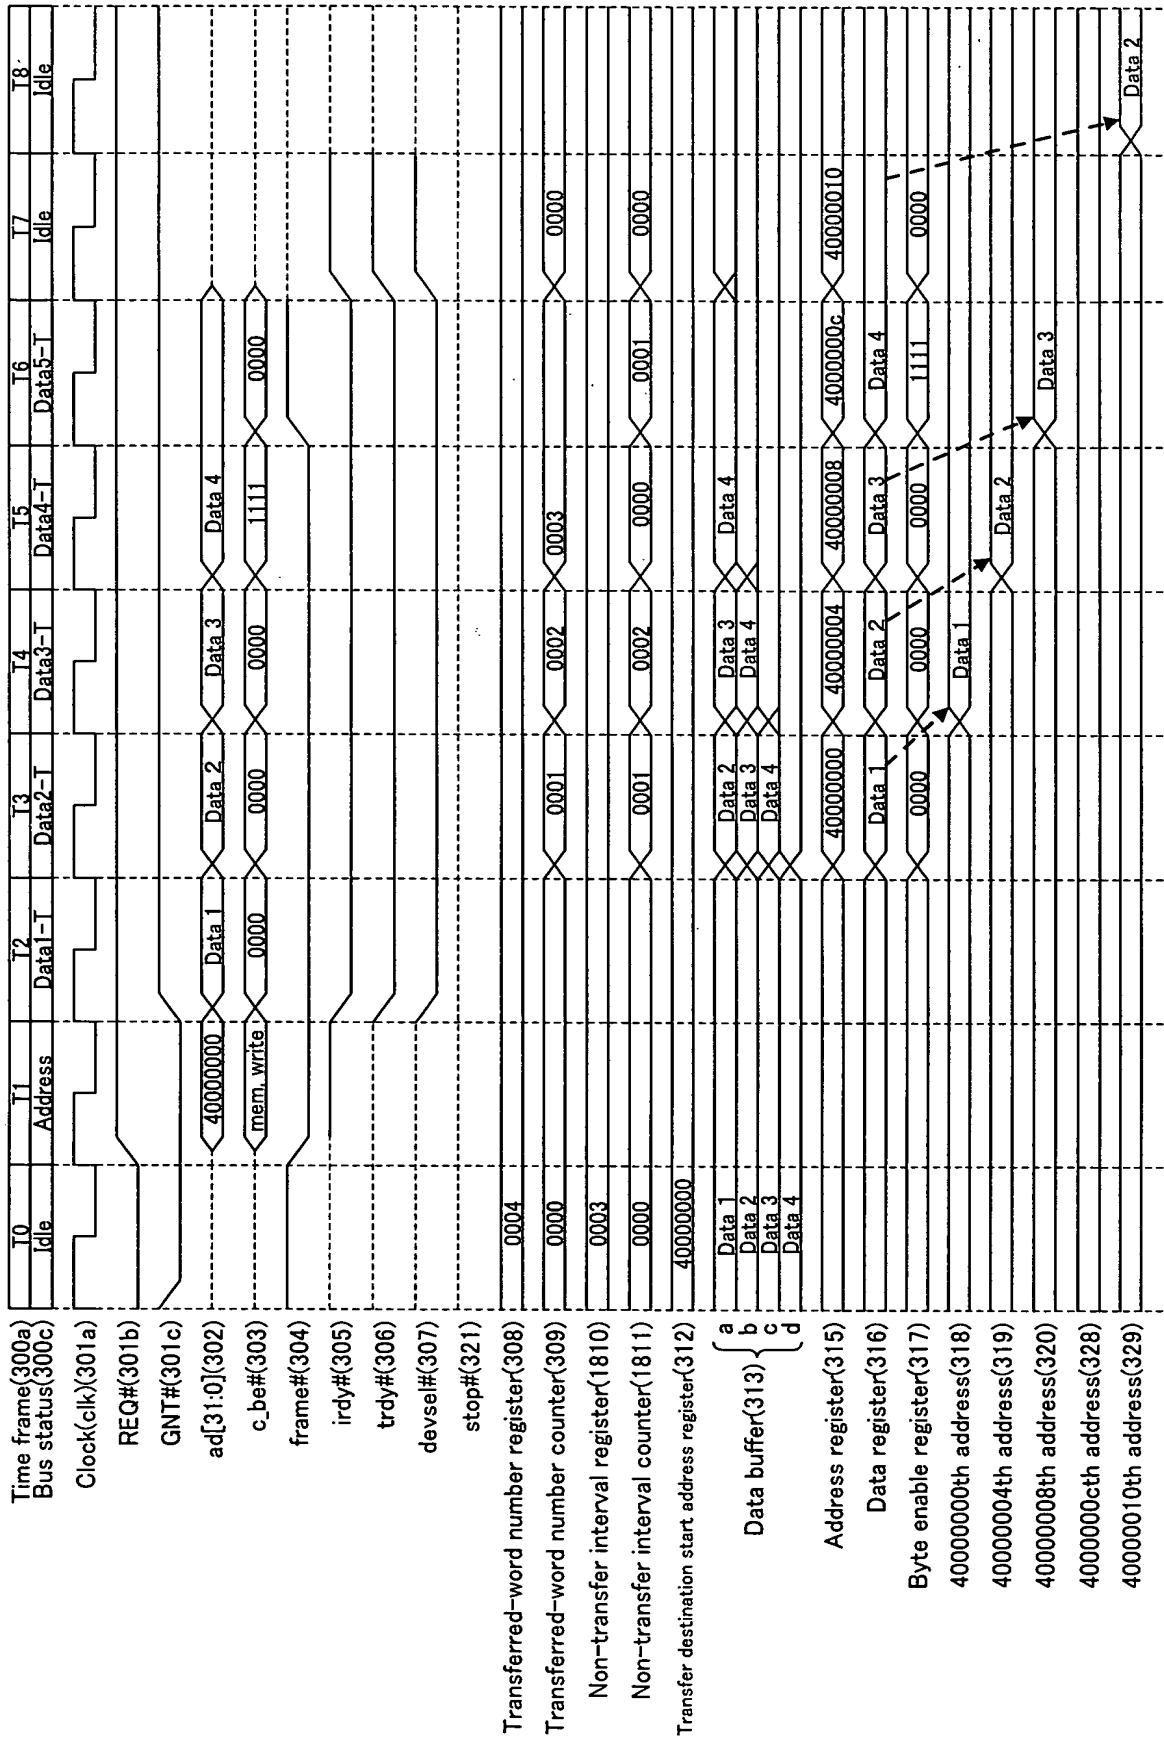 Time frame(300a) T0 T1 T2 T3 T4 T5 T6 T7 T8
Bus status(300c) Idle Address Data1-T Data2-T Data3-T Data4-T Data5-T Idle Idle
Clock(clk)(301a)
REQ#(301b)
GNT#(301c)
ad[31:0](302) 40000000 Data 1 Data 2 Data 3 Data 4
c_be#(303) mem, write 0000 0000 0000 1111 0000
frame#(304)
irdy#(305)
trdy#(306)
devsel#(307)
stop#(321)
Transferred-word number register(308) 0004
Transferred-word number counter(309) 0000 0001 0002 0003 0000
Non-transfer interval register(1810) 0003
Non-transfer interval counter(1811) 0000 0001 0002 0000 0001 0000
Transfer destination start address register(312) 40000000
Data buffer(313)
a Data 1 Data 2 Data 3 Data 4
b Data 2 Data 3 Data 4
c Data 3 Data 4
d Data 4
Address register(315) 40000000 40000004 40000008 4000000c 40000010
Data register(316) Data 1 Data 2 Data 3 Data 4
Byte enable register(317) 0000 0000 0000 1111 0000
40000000th address(318) Data 1
40000004th address(319) Data 2
40000008th address(320) Data 3
4000000cth address(328)
40000010th address(329) Data 2